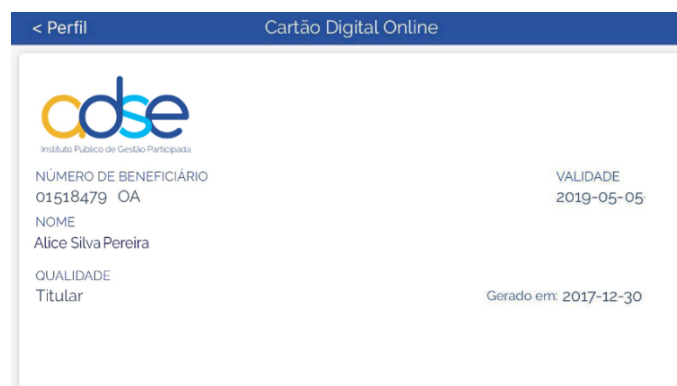 < Perfil Cartão Digital Online
adse
Instituto Público de Gestão Participada
NÚMERO DE BENEFICIÁRIO VALIDADE
01518479 OA 2019-05-05
NOME
Alice Silva Pereira
QUALIDADE
Titular Gerado em: 2017-12-30